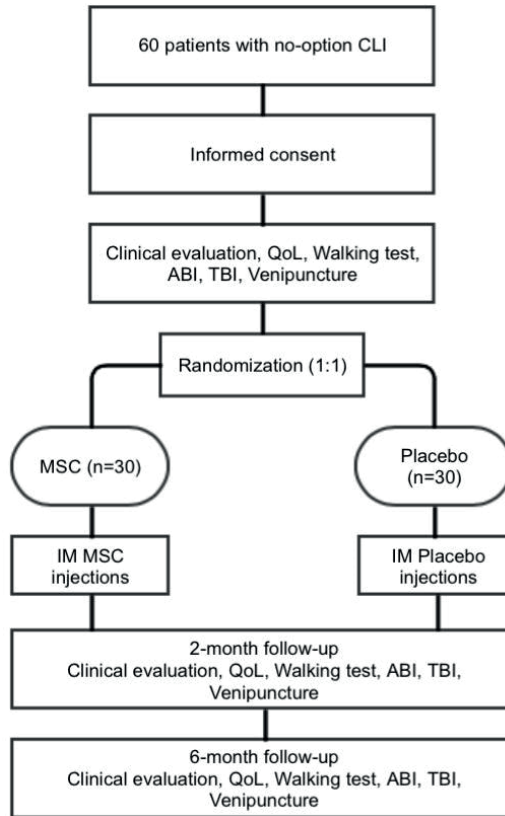 60 patients with no-option CLI
Informed consent
Clinical evaluation, QoL, Walking test,
ABI, TBI, Venipuncture
Randomization (1:1)
MSC (n=30)
Placebo
(n=30)
IM MSC
injections
IM Placebo
injections
2-month follow-up
Clinical evaluation, QoL, Walking test, ABI, TBI,
Venipuncture
6-month follow-up
Clinical evaluation, QoL, Walking test, ABI, TBI,
Venipuncture